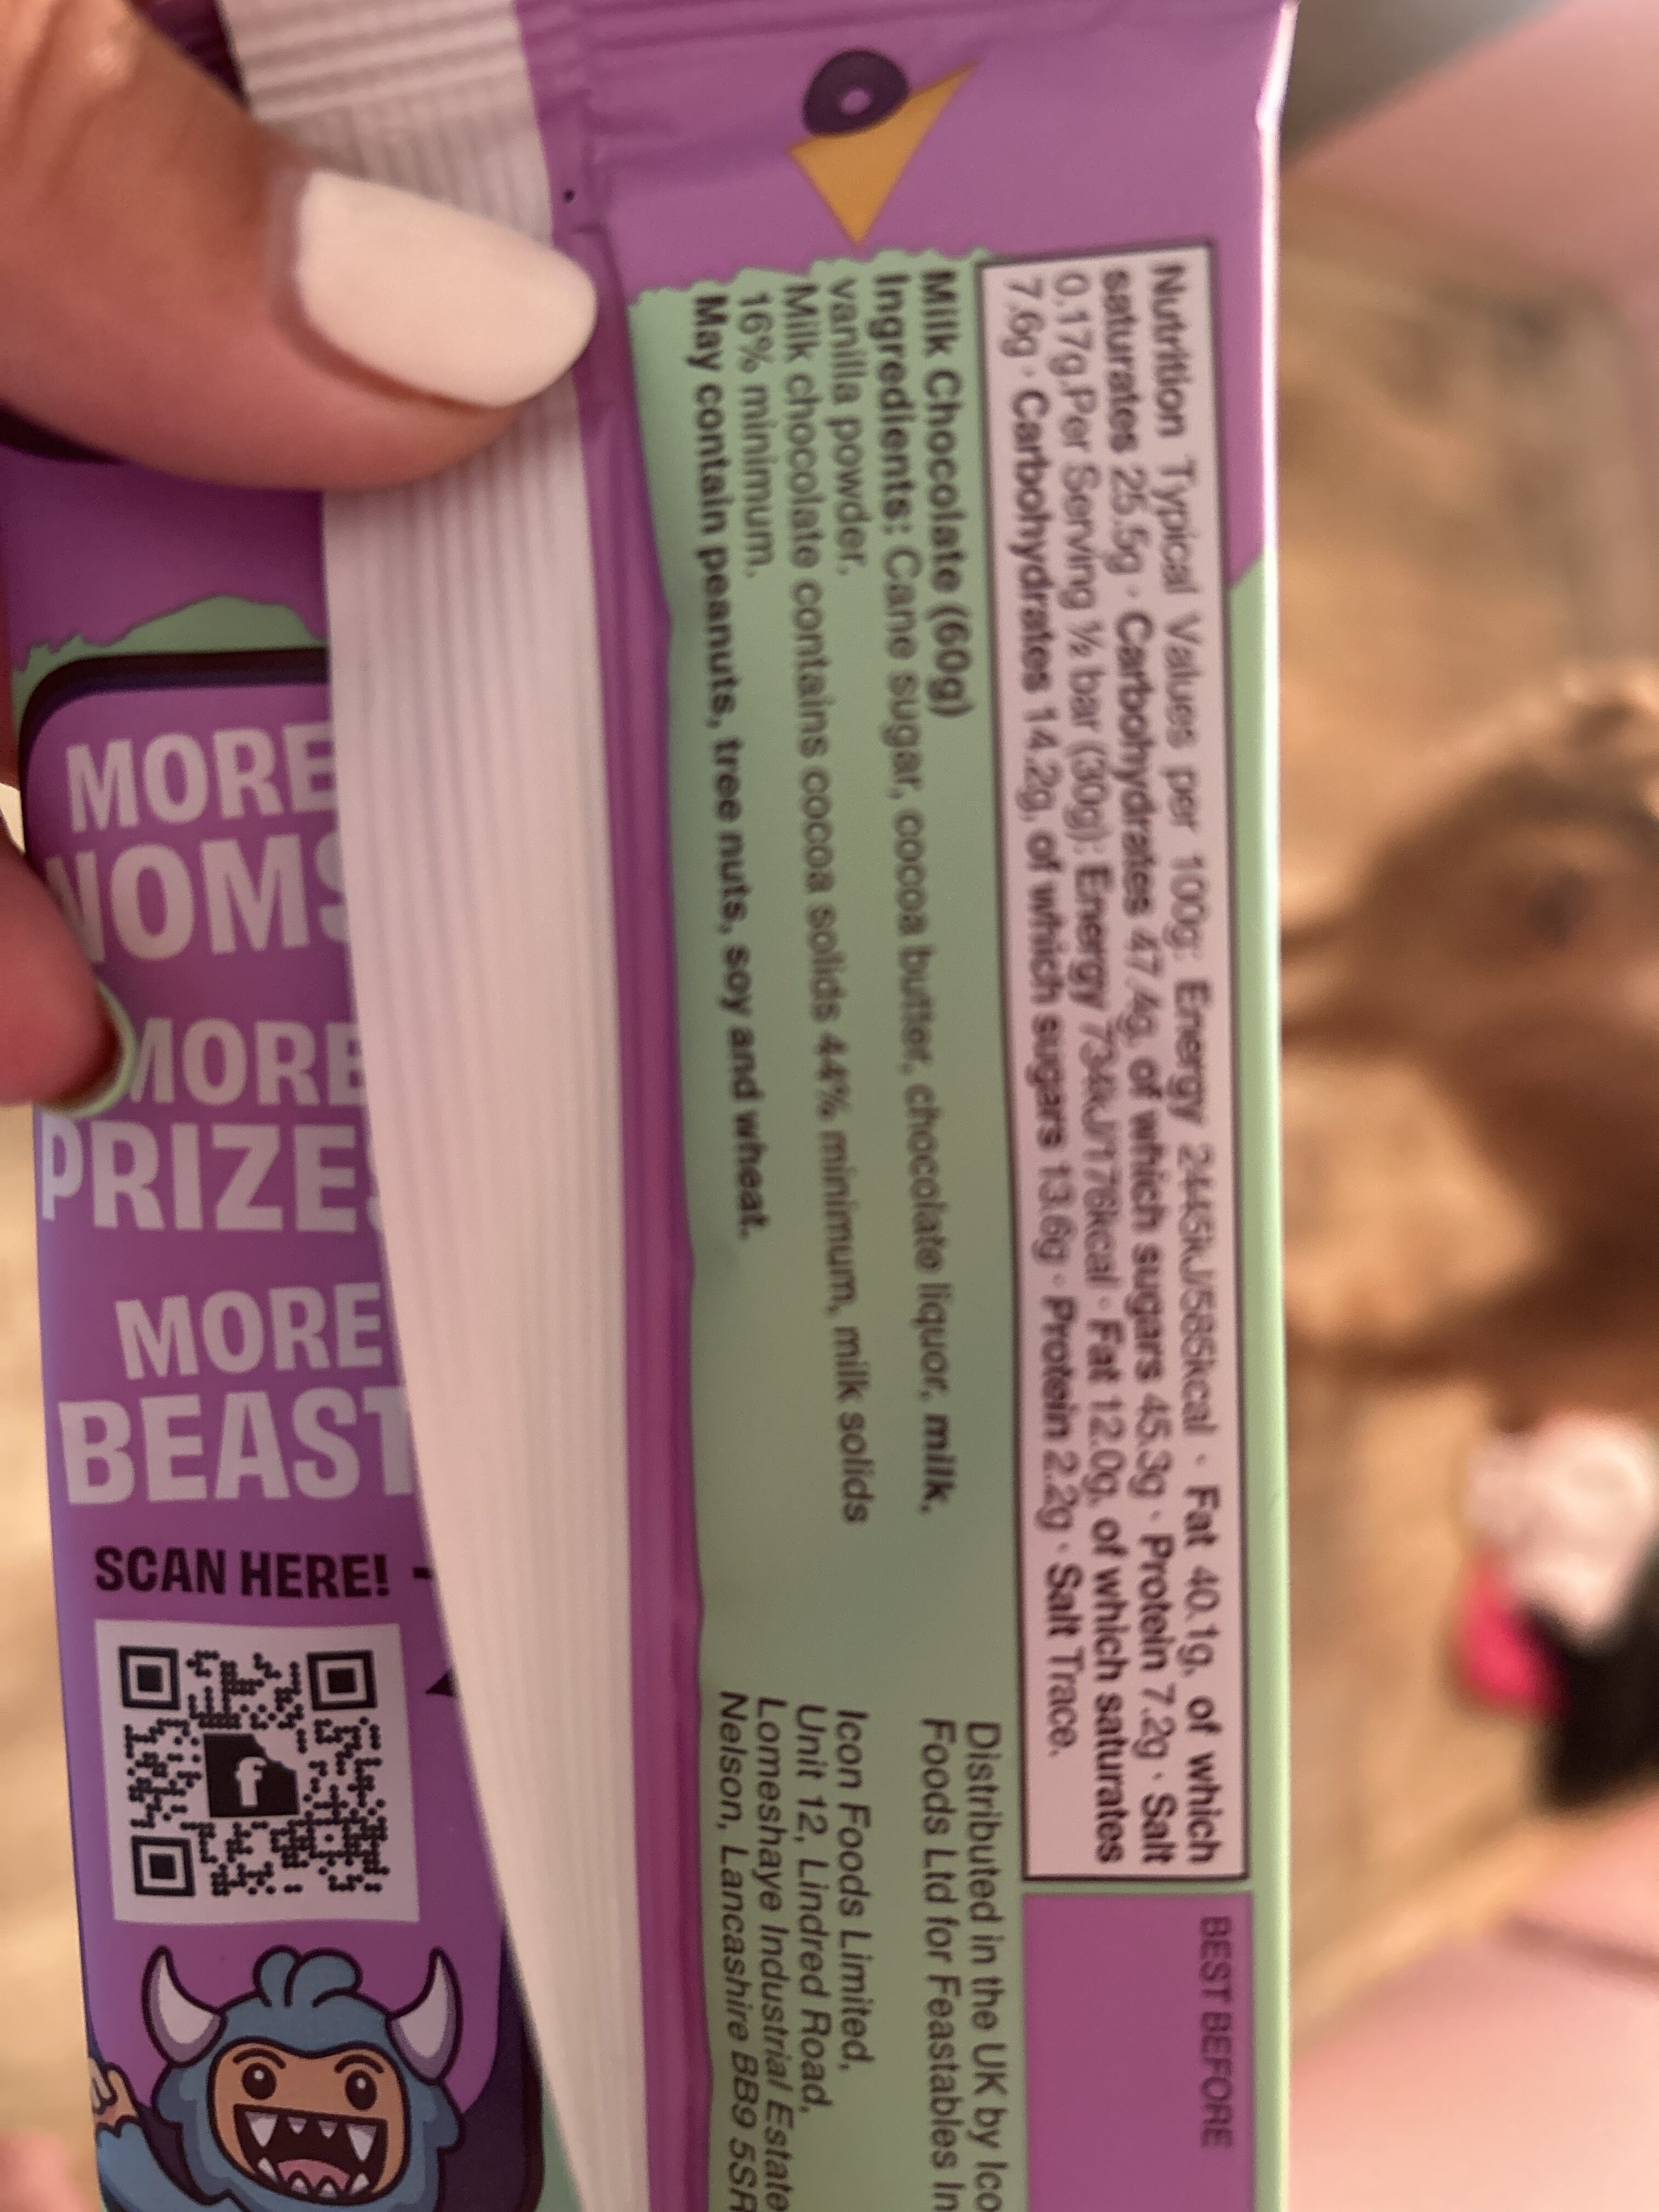 Nutrition Typical Values per 100g: Energy 2445kJ/585kcal · Fat 40.1g, of which
saturates 25.5g · Carbohydrates 47.4g, of which sugars 45.3g · Protein 7.2g · Salt
0.17g.Per Serving ½ bar (30g): Energy 734kJ/176kcal · Fat 12.0g, of which saturates
7.6g · Carbohydrates 14.2g, of which sugars 13.6g · Protein 2.2g · Salt Trace.
BEST BEFORE
Milk Chocolate (60g)
Ingredients: Cane sugar, cocoa butter, chocolate liquor, milk,
vanilla powder.
Milk chocolate contains cocoa solids 44% minimum, milk solids
16% minimum.
May contain peanuts, tree nuts, soy and wheat.
Distributed in the UK by
Foods Ltd for Feastables
Icon Foods Limited,
Unit 12, Lindred Road,
Lomeshaye Industrial Estate
Nelson, Lancashire BB9
MORE
NOMS
MORE
PRIZES
MORE
BEAST
SCAN HERE!